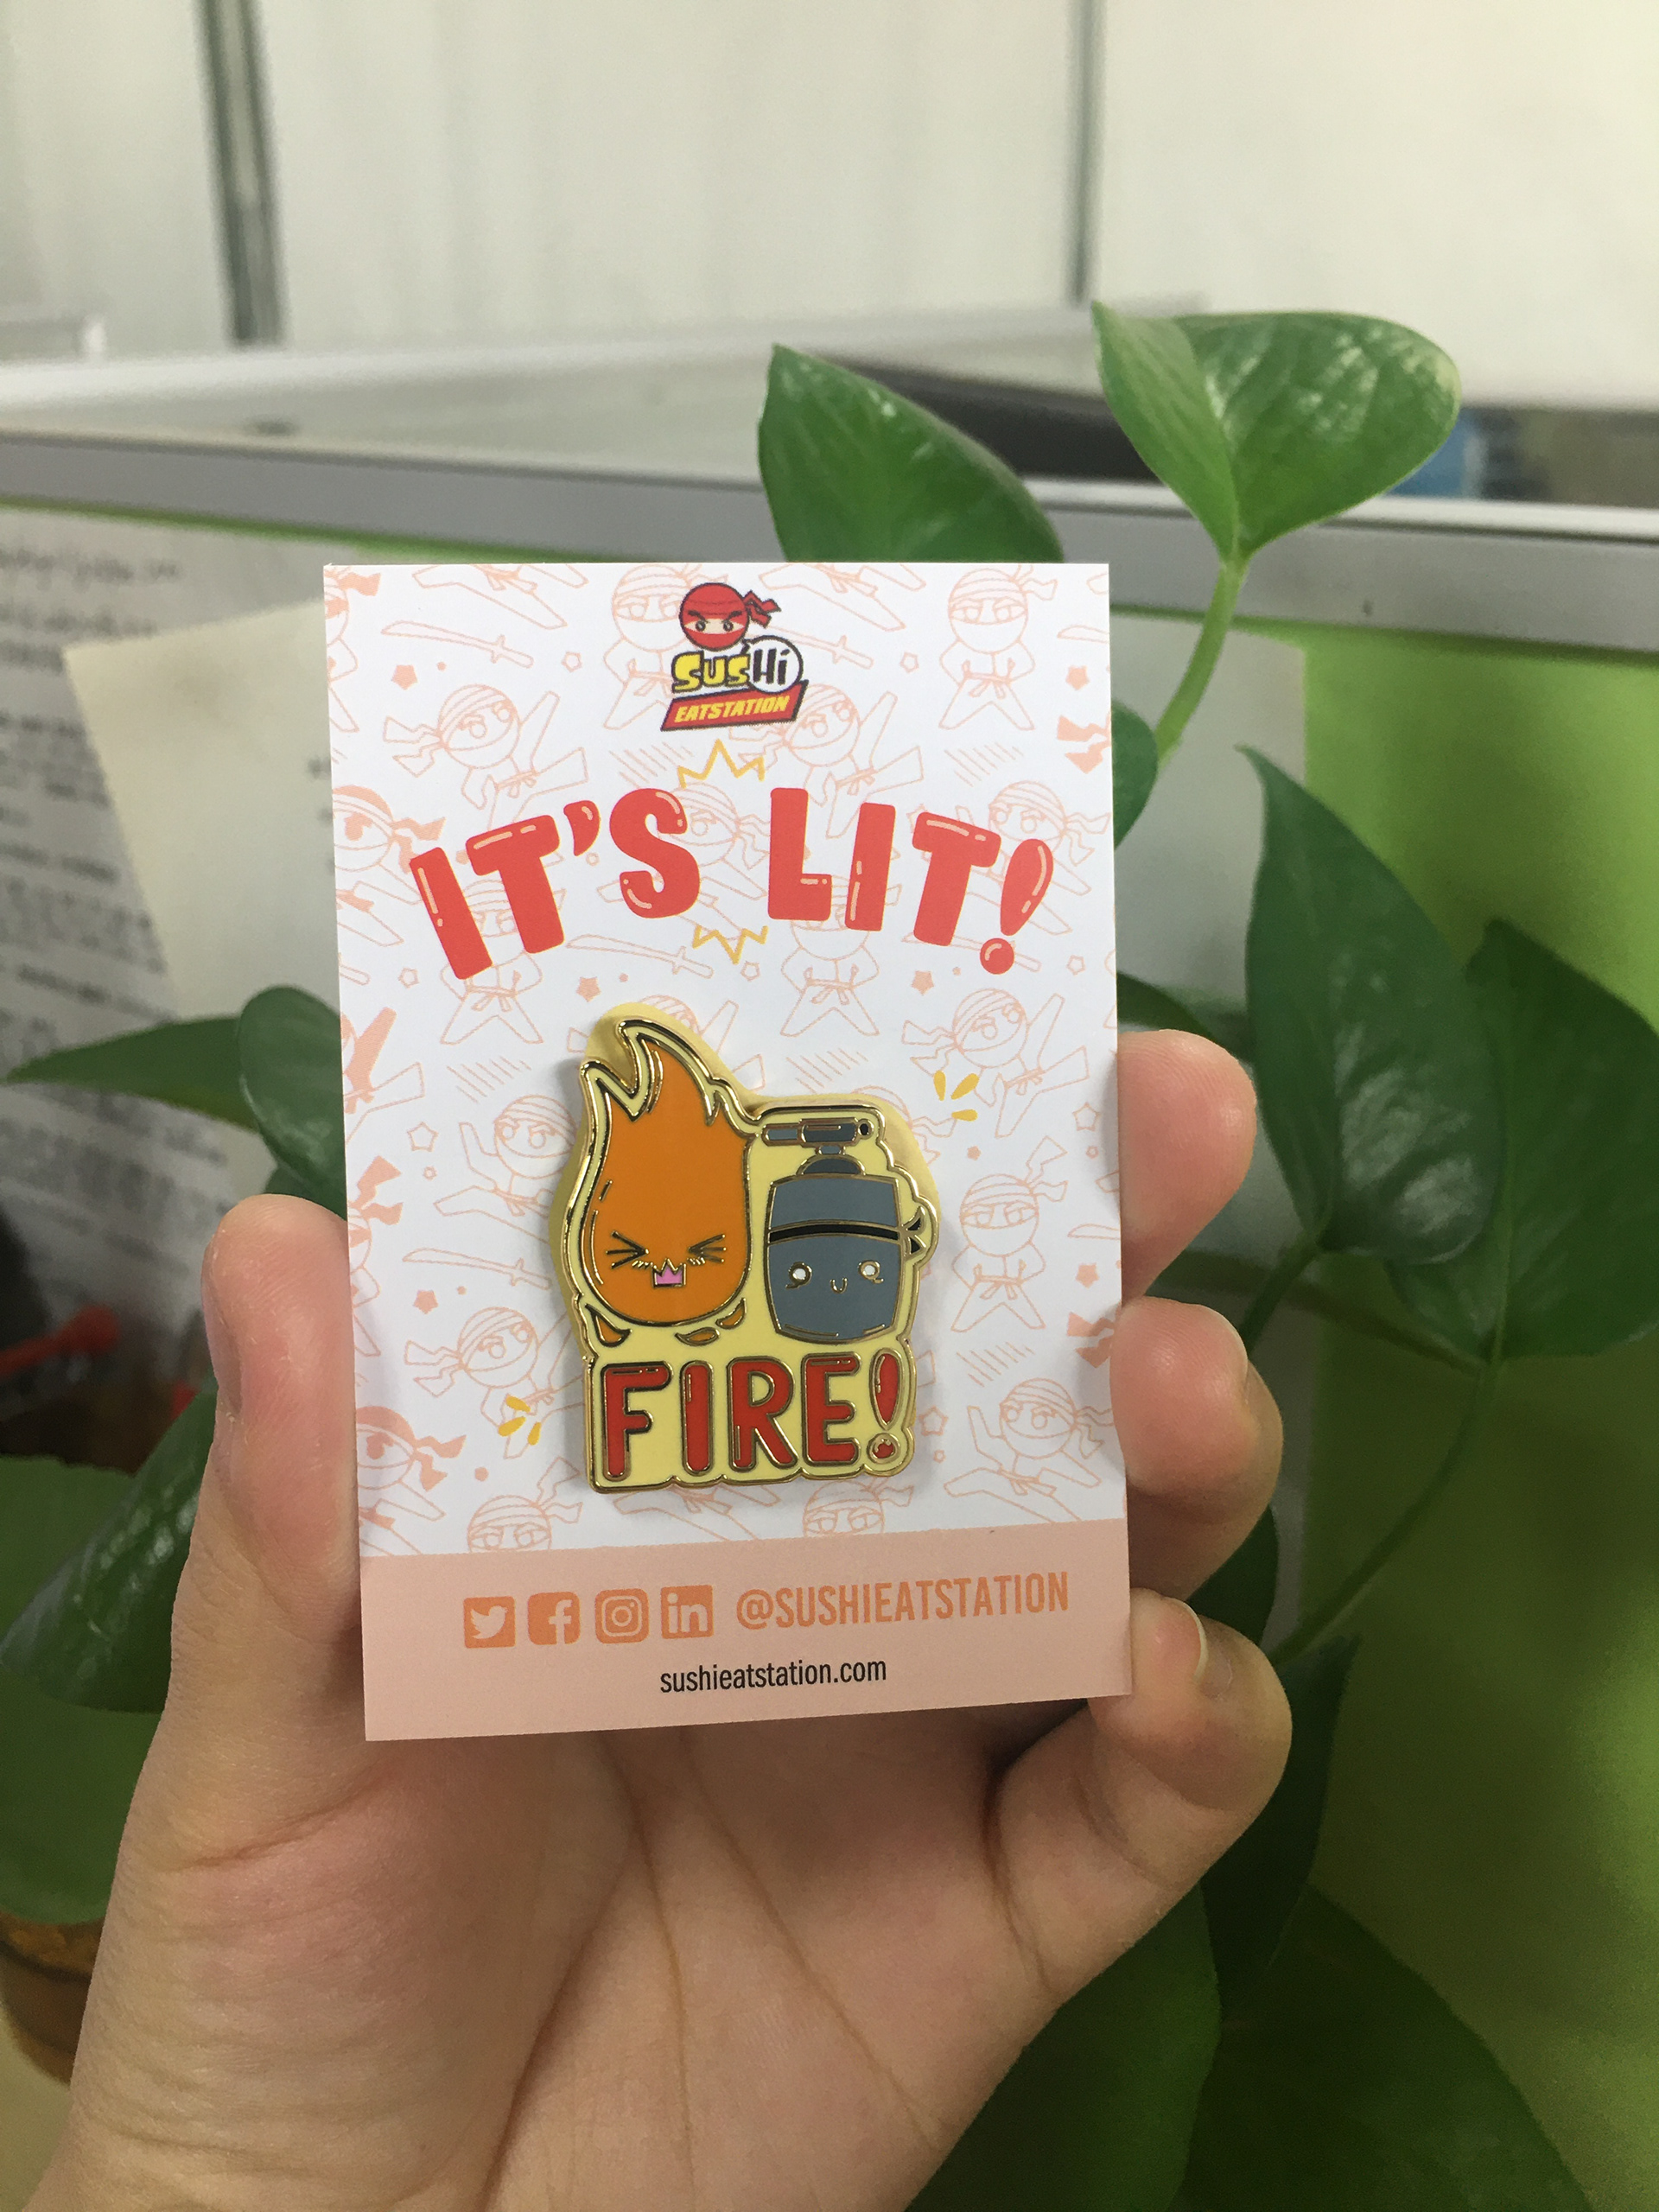 SUSHi
EATSTATION
IT'S LIT!
FIRE!
@SUSHIEATSTATION
sushieatstation.com